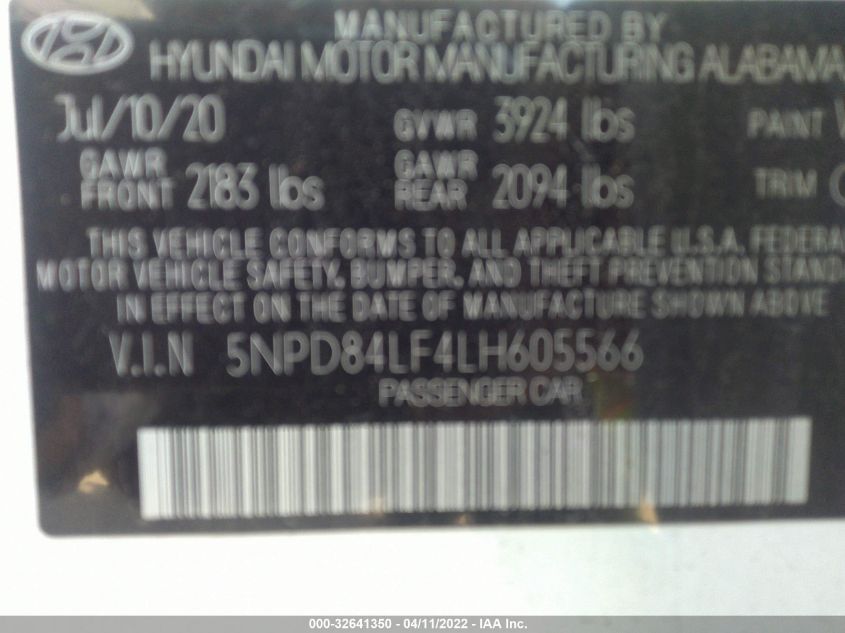 MANUFACTURED BY
HYUNDAI MOTOR MANUFACTURING ALABAMA
Jul/10/20 GVWR 3924 lbs PAINT
GAWR FRONT 2183 lbs GAWR REAR 2094 lbs TRIM
THIS VEHICLE CONFORMS TO ALL APPLICABLE U.S.A. FEDERA
MOTOR VEHICLE SAFETY, BUMPER, AND THEFT PREVENTION STAND
IN EFFECT ON THE DATE OF MANUFACTURE SHOWN ABOVE
V.I.N 5NPD84LF4LH605566
PASSENGER CAR
000-32641350 - 04/11/2022 - IAA Inc.